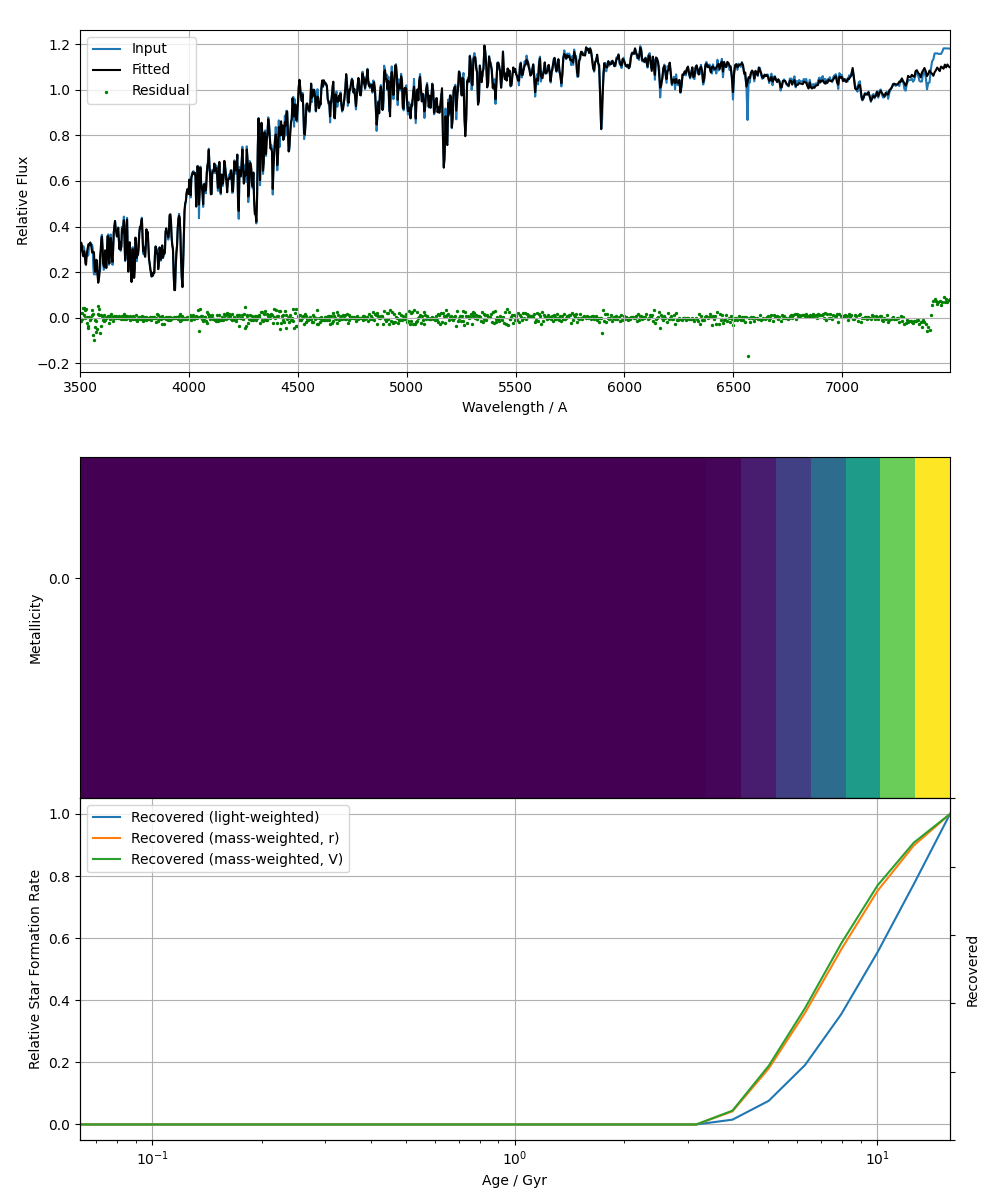 1.2
1.0
0.8
0.6
0.4
0.2
0.0
−0.2
Relative Flux
Input
Fitted
Residual
3500 4000 4500 5000 5500 6000 6500 7000
Wavelength / A
0.0
Metallicity
1.0
0.8
0.6
0.4
0.2
0.0
Relative Star Formation Rate
Recovered (light-weighted)
Recovered (mass-weighted, r)
Recovered (mass-weighted, V)
Recovered
10⁻¹ 10⁰ 10¹
Age / Gyr